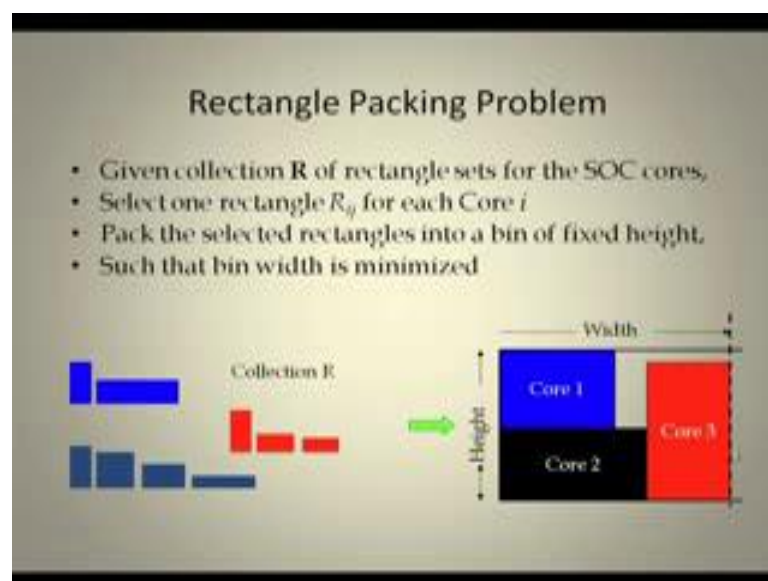 Rectangle Packing Problem
• Given collection R of rectangle sets for the SOC cores,
• Select one rectangle Rij for each Core i
• Pack the selected rectangles into a bin of fixed height,
• Such that bin width is minimized
Width
Collection R
Core 1
Height
Core 3
Core 2